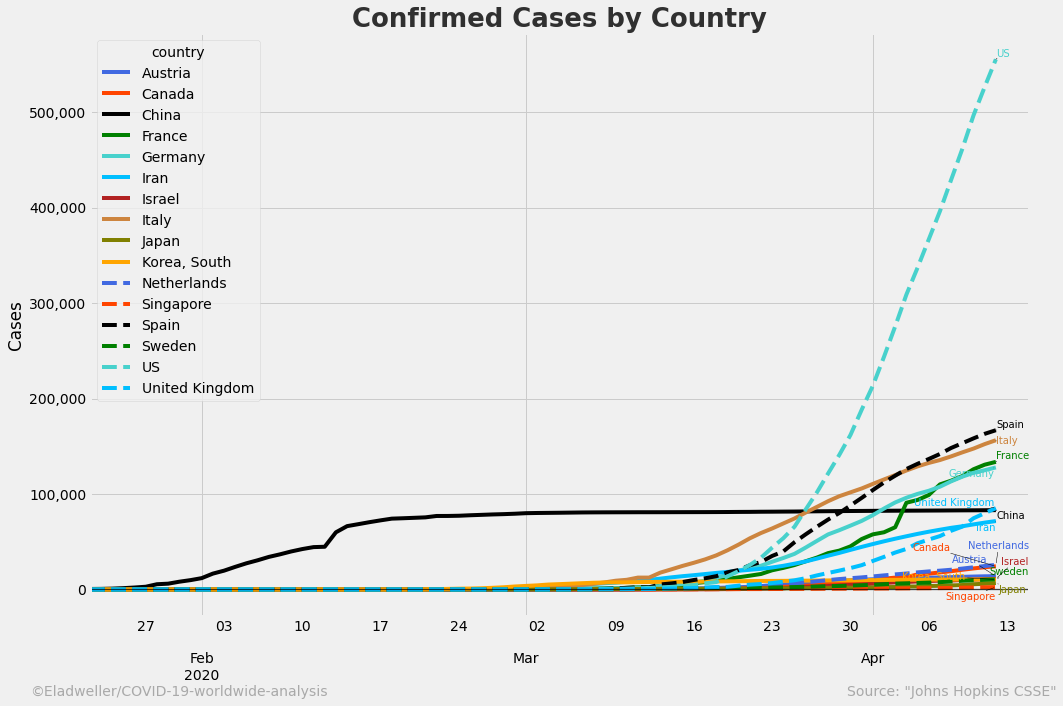 Confirmed Cases by Country
country
Austria
Canada
China
France
Germany
Iran
Israel
Italy
Japan
Korea, South
Netherlands
Singapore
Spain
Sweden
US
United Kingdom
Cases
500,000
400,000
300,000
200,000
100,000
0
US
Spain
Italy
France
Germany
United Kingdom
China
Iran
Canada
Netherlands
Austria
Israel
Sweden
Japan
Singapore
27 03 10 17 24 02 09 16 23 30 06 13
Feb Mar Apr
2020
©Eladweller/COVID-19-worldwide-analysis
Source: "Johns Hopkins CSSE"